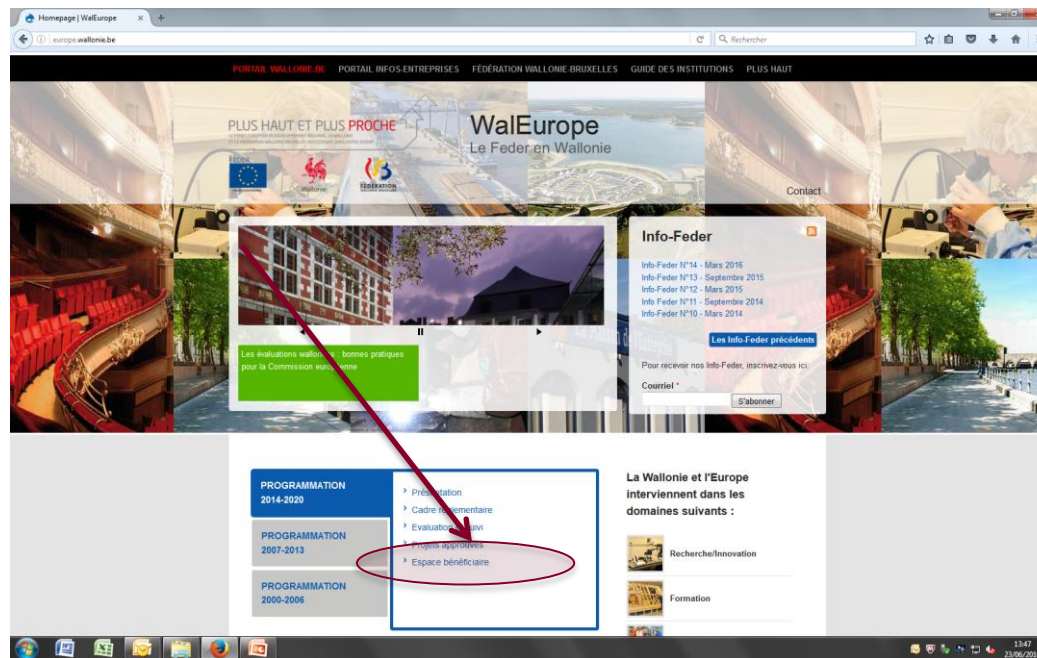 Homepage | WalEurope
europe.wallonie.be
Rechercher
PORTAIL WALLONIE.BE PORTAIL INFOS-ENTREPRISES FÉDÉRATION WALLONIE-BRUXELLES GUIDE DES INSTITUTIONS PLUS HAUT
PLUS HAUT ET PLUS PROCHE
WalEurope
Le Feder en Wallonie
FEDER
Wallonie
FÉDÉRATION
Contact
Info-Feder
Info-Feder N°14 - Mars 2016
Info-Feder N°13 - Septembre 2015
Info-Feder N°12 - Mars 2015
Info Feder N°11 - Septembre 2014
Info-Feder N°10 - Mars 2014
Les Info-Feder précédents
Pour recevoir nos Info-Feder, inscrivez-vous ici:
Courriel *
S'abonner
Les évaluations wallonnes : bonnes pratiques
pour la Commission européenne
PROGRAMMATION
2014-2020
PROGRAMMATION
2007-2013
PROGRAMMATION
2000-2006
Présentation
Cadre réglementaire
Evaluation suivi
Projets approuvés
Espace bénéficiaire
La Wallonie et l'Europe
interviennent dans les
domaines suivants :
Recherche/Innovation
Formation
13:47
23/06/201